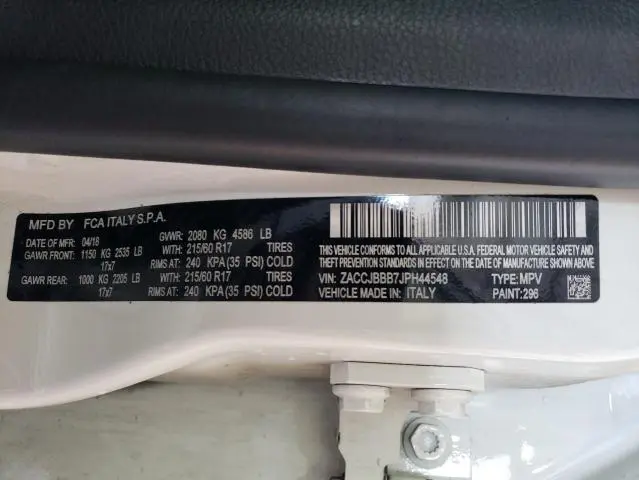 MFD BY FCA ITALY S.P.A.
DATE OF MFR: 04/18 GVWR: 2080 KG 4586 LB
GAWR FRONT: 1150 KG 2535 LB WITH: 215/60 R17 TIRES
17x7 RIMS AT: 240 KPA (35 PSI) COLD
GAWR REAR: 1000 KG 2205 LB WITH: 215/60 R17 TIRES
17x7 RIMS AT: 240 KPA (35 PSI) COLD
THIS VEHICLE CONFORMS TO ALL APPLICABLE U.S.A. FEDERAL MOTOR VEHICLE SAFETY, AND
THEFT PREVENTION STANDARDS IN EFFECT ON THE DATE OF MANUFACTURE SHOWN ABOVE
VIN: ZACCJBBB7JPH44548 TYPE: MPV
VEHICLE MADE IN: ITALY PAINT: 296